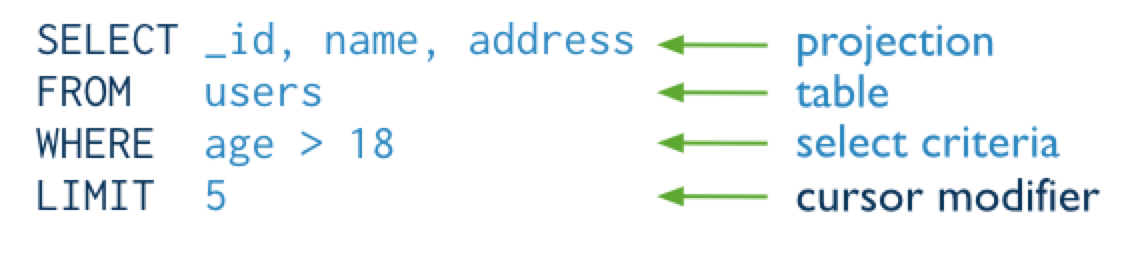 SELECT _id, name, address projection
FROM users table
WHERE age > 18 select criteria
LIMIT 5 cursor modifier